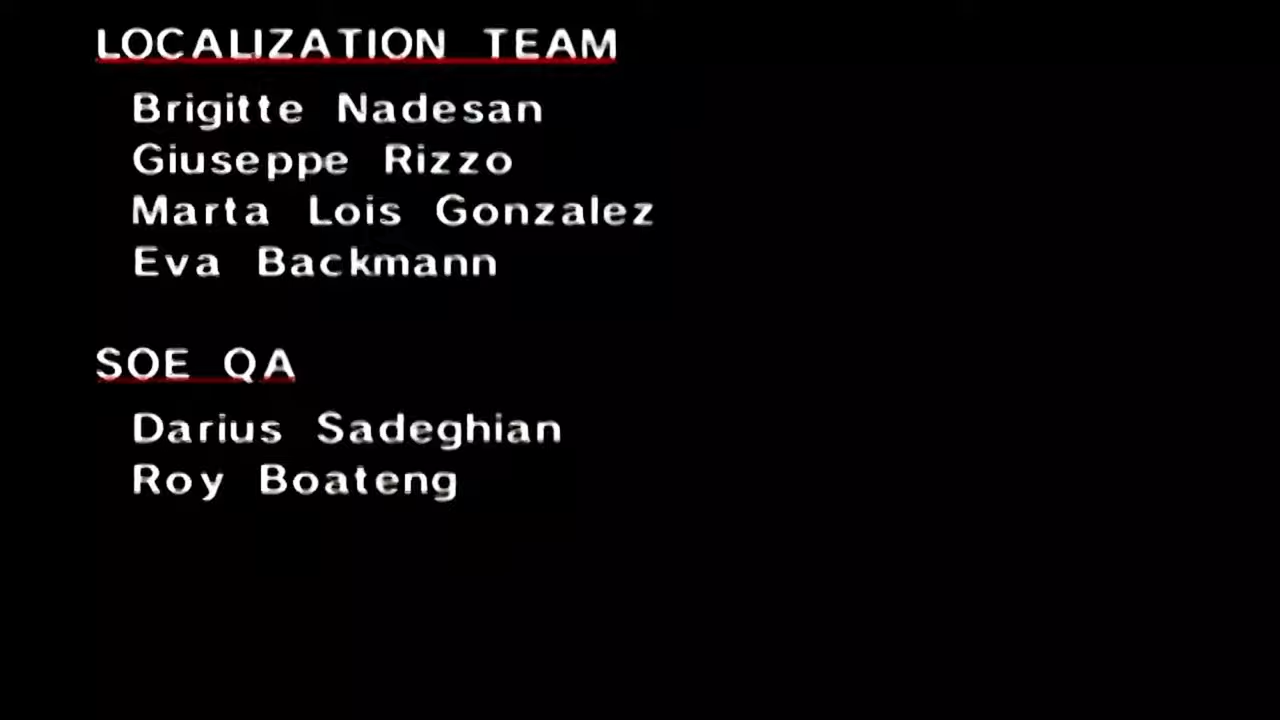 LOCALIZATION TEAM
Brigitte Nadesan
Giuseppe Rizzo
Marta Lois Gonzalez
Eva Backmann
SOE QA
Darius Sadeghian
Roy Boateng